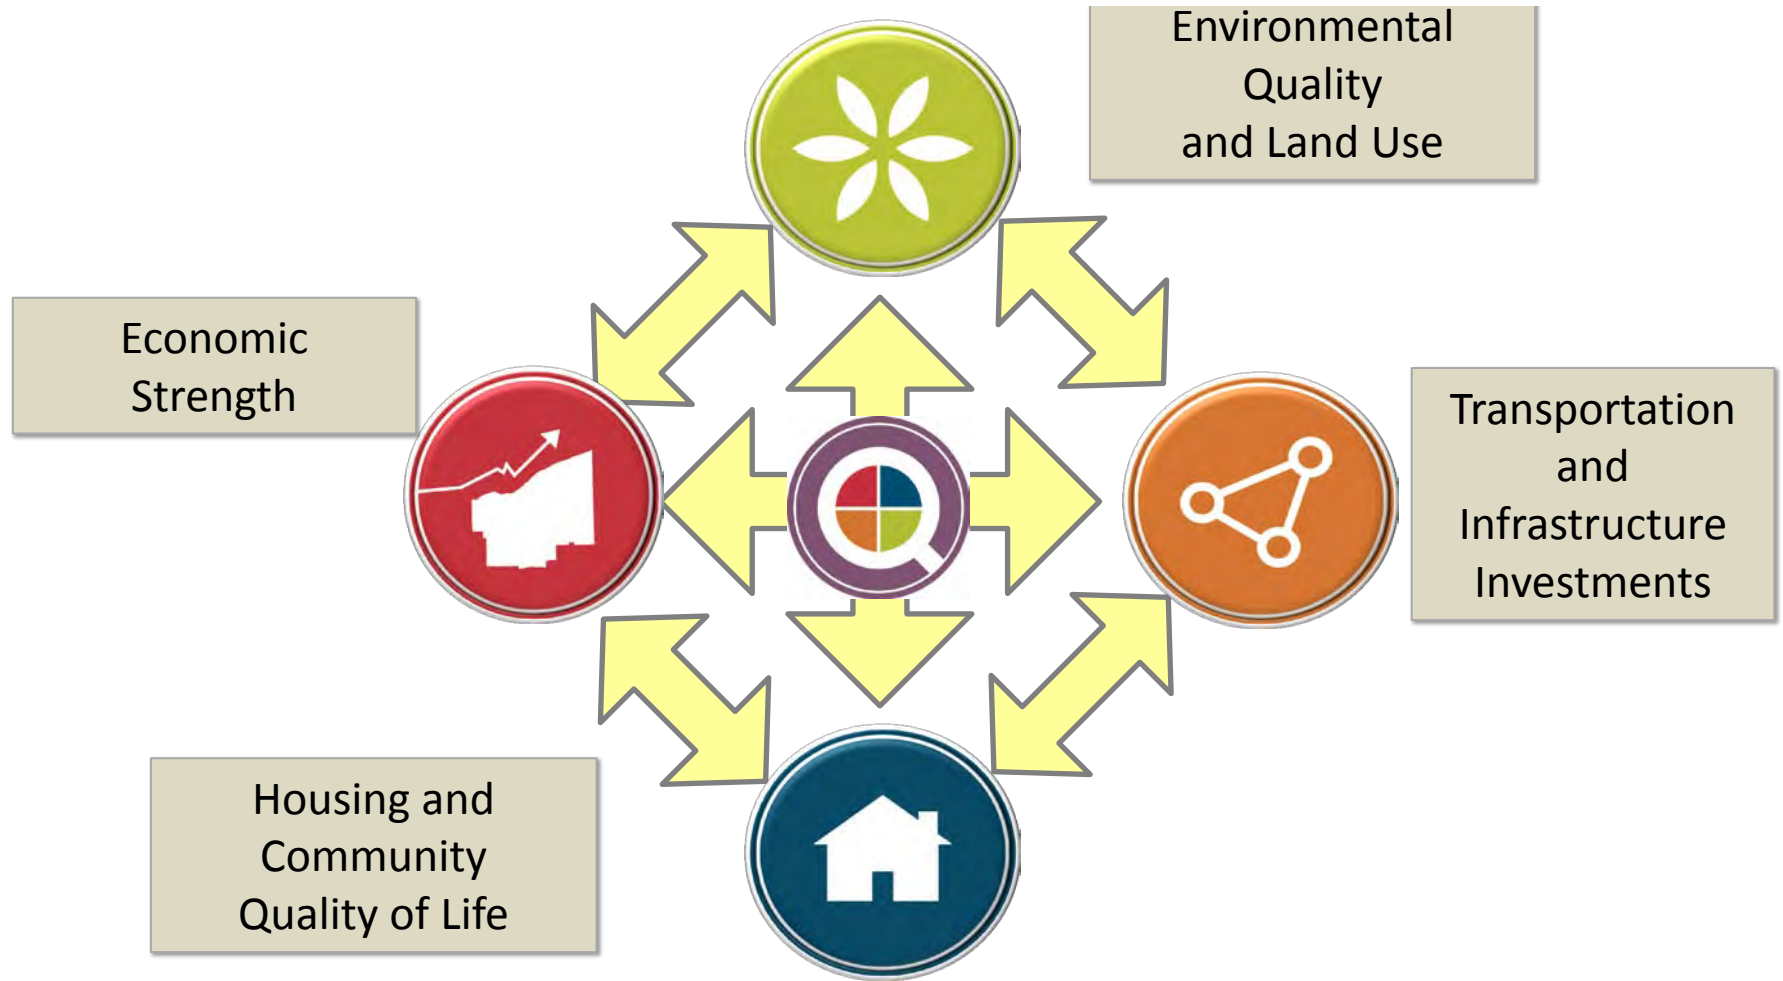 Environmental
Quality
and Land Use
Economic
Strength
Transportation
and
Infrastructure
Investments
Housing and
Community
Quality of Life